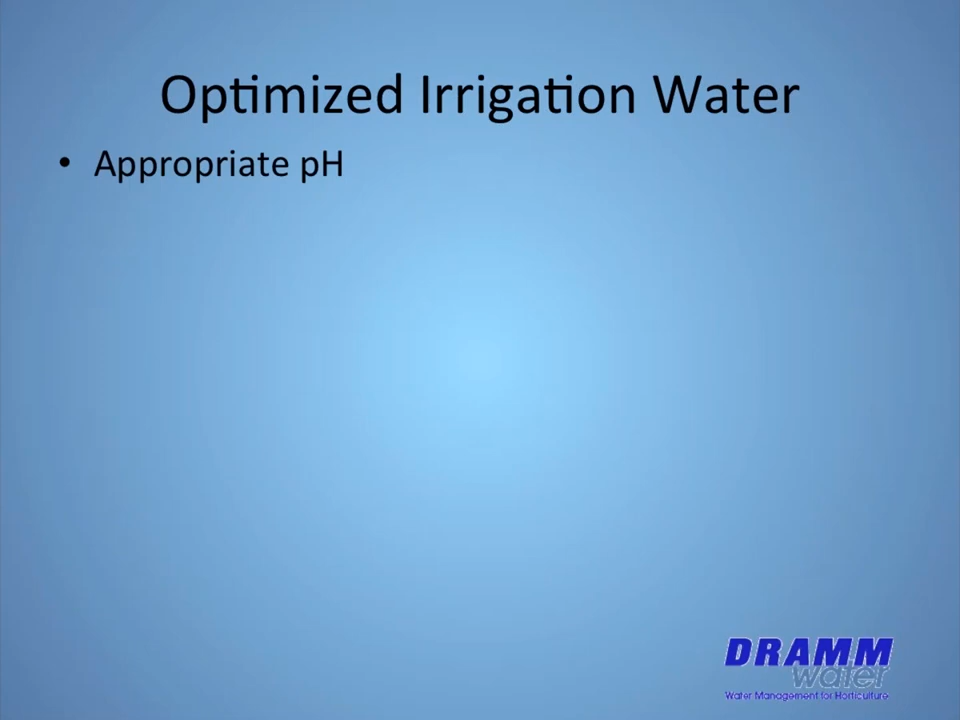 Optimized Irrigation Water
• Appropriate pH
DRAMM
water
Water Management for Horticulture